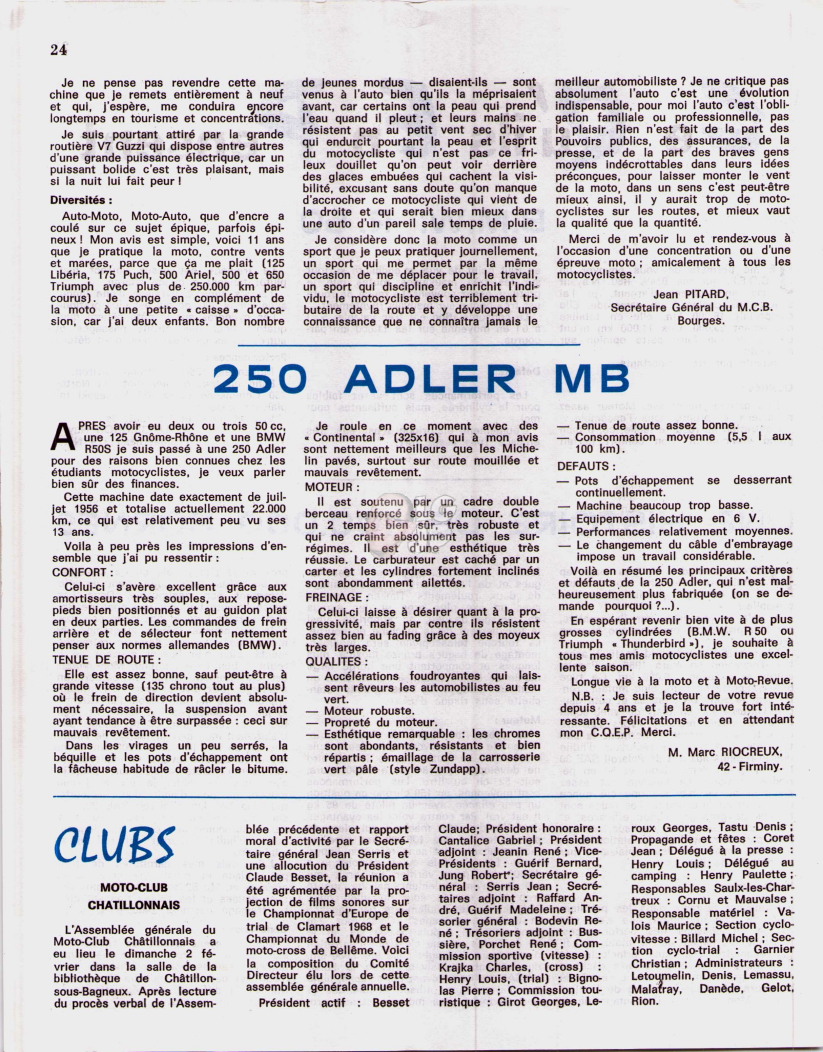 24
Je ne pense pas revendre cette ma-
chine que je remets entièrement à neuf
et qui, j'espère, me conduira encore
longtemps en tourisme et concentrations.
Je suis pourtant attiré par la grande
routière V7 Guzzi qui dispose entre autres
d'une grande puissance électrique, car un
puissant bolide c'est très plaisant, mais
si la nuit lui fait peur !
Diversités :
Auto-Moto, Moto-Auto, que d'encre a
coulé sur ce sujet épique, parfois épi-
neux ! Mon avis est simple, voici 11 ans
que je pratique la moto, contre vents
et marées, parce que ça me plait (125
Libéria, 175 Puch, 500 Ariel, 500 et 650
Triumph avec plus de 250.000 km par-
courus). Je songe en complément de
la moto à une petite « caisse » d'occa-
sion, car j'ai deux enfants. Bon nombre
de jeunes mordus — disaient-ils — sont
venus à l'auto bien qu'ils la méprisaient
avant, car certains ont la peau qui prend
l'eau quand il pleut ; et leurs mains ne
résistent pas au petit vent sec d'hiver
qui endurcit pourtant la peau et l'esprit
du motocycliste qui n'est pas ce fri-
leux douillet qu'on peut voir derrière
des glaces embuées qui cachent la visi-
bilité, excusant sans doute qu'on manque
d'accrocher ce motocycliste qui vient de
la droite et qui serait bien mieux dans
une auto d'un pareil sale temps de pluie.
Je considère donc la moto comme un
sport que je peux pratiquer journellement,
un sport qui me permet par la même
occasion de me déplacer pour le travail,
un sport qui discipline et enrichit l'indi-
vidu, le motocycliste est terriblement tri-
butaire de la route et y développe une
connaissance que ne connaîtra jamais le
meilleur automobiliste ? Je ne critique pas
absolument l'auto c'est une évolution
indispensable, pour moi l'auto c'est l'obli-
gation familiale ou professionnelle, pas
le plaisir. Rien n'est fait de la part des
Pouvoirs publics, des assurances, de la
presse, et de la part des braves gens
moyens indécrottables dans leurs idées
préconçues, pour laisser monter le vent
de la moto, dans un sens c'est peut-être
mieux ainsi, il y aurait trop de moto-
cyclistes sur les routes, et mieux vaut
la qualité que la quantité.
Merci de m'avoir lu et rendez-vous à
l'occasion d'une concentration ou d'une
épreuve moto ; amicalement à tous les
motocyclistes.
Jean PITARD,
Secrétaire Général du M.C.B.
Bourges.
250 ADLER MB
APRES avoir eu deux ou trois 50 cc,
une 125 Gnôme-Rhône et une BMW
R50S je suis passé à une 250 Adler
pour des raisons bien connues chez les
étudiants motocyclistes, je veux parler
bien sûr des finances.
Cette machine date exactement de juil-
jet 1956 et totalise actuellement 22.000
km, ce qui est relativement peu vu ses
13 ans.
Voila à peu près les impressions d'en-
semble que j'ai pu ressentir :
CONFORT :
Celui-ci s'avère excellent grâce aux
amortisseurs très souples, aux repose-
pieds bien positionnés et au guidon plat
en deux parties. Les commandes de frein
arrière et de sélecteur font nettement
penser aux normes allemandes (BMW).
TENUE DE ROUTE :
Elle est assez bonne, sauf peut-être à
grande vitesse (135 chrono tout au plus)
où le frein de direction devient absolu-
ment nécessaire, la suspension avant
ayant tendance à être surpassée : ceci sur
mauvais revêtement.
Dans les virages un peu serrés, la
béquille et les pots d'échappement ont
la fâcheuse habitude de râcler le bitume.
Je roule en ce moment avec des
« Continental » (325x16) qui à mon avis
sont nettement meilleurs que les Miche-
lin pavés, surtout sur route mouillée et
mauvais revêtement.
MOTEUR :
Il est soutenu par un cadre double
berceau renforcé sous le moteur. C'est
un 2 temps bien sûr, très robuste et
qui ne craint absolument pas les sur-
régimes. Il est d'une esthétique très
réussie. Le carburateur est caché par un
carter et les cylindres fortement inclinés
sont abondamment ailettés.
FREINAGE :
Celui-ci laisse à désirer quant à la pro-
gressivité, mais par contre ils résistent
assez bien au fading grâce à des moyeux
très larges.
QUALITES :
— Accélérations foudroyantes qui lais-
sent rêveurs les automobilistes au feu
vert.
— Moteur robuste.
— Propreté du moteur.
— Esthétique remarquable : les chromes
sont abondants, résistants et bien
répartis ; émaillage de la carrosserie
vert pâle (style Zundapp).
— Tenue de route assez bonne.
— Consommation moyenne (5,5 l aux
100 km).
DEFAUTS :
— Pots d'échappement se desserrant
continuellement.
— Machine beaucoup trop basse.
— Equipement électrique en 6 V.
— Performances relativement moyennes.
— Le changement du câble d'embrayage
impose un travail considérable.
Voilà en résumé les principaux critères
et défauts de la 250 Adler, qui n'est mal-
heureusement plus fabriquée (on se de-
mande pourquoi ?...).
En espérant revenir bien vite à de plus
grosses cylindrées (B.M.W. R 50 ou
Triumph « Thunderbird »), je souhaite à
tous mes amis motocyclistes une excel-
lente saison.
Longue vie à la moto et à Moto-Revue.
N.B. : Je suis lecteur de votre revue
depuis 4 ans et je la trouve fort inté-
ressante. Félicitations et en attendant
mon C.Q.E.P. Merci.
M. Marc RIOCREUX,
42 - Firminy.
CLUBS
MOTO-CLUB
CHATILLONNAIS
L'Assemblée générale du
Moto-Club Châtillonnais a
eu lieu le dimanche 2 fé-
vrier dans la salle de la
bibliothèque de Châtillon-
sous-Bagneux. Après lecture
du procès verbal de l'Assem-
blée précédente et rapport
moral d'activité par le Secré-
taire général Jean Serris et
une allocution du Président
Claude Besset, la réunion a
été agrémentée par la pro-
jection de films sonores sur
le Championnat d'Europe de
trial de Clamart 1968 et le
Championnat du Monde de
moto-cross de Bellême. Voici
la composition du Comité
Directeur élu lors de cette
assemblée générale annuelle.
Président actif : Besset
Claude; Président honoraire :
Cantalice Gabriel ; Président
adjoint : Jeanin René ; Vice-
Présidents : Guérif Bernard,
Jung Robert; Secrétaire gé-
néral : Serris Jean ; Secré-
taires adjoint : Raffard An-
dré, Guérif Madeleine ; Tré-
sorier général : Bodevin Re-
né ; Trésoriers adjoint : Bus-
sière, Porchet René ; Com-
mission sportive (vitesse) :
Krajka Charles, (cross) :
Henry Louis, (trial) : Bigno-
las Pierre ; Commission tou-
ristique : Girot Georges, Le-
roux Georges, Tastu Denis ;
Propagande et fêtes : Coret
Jean ; Délégué à la presse :
Henry Louis ; Délégué au
camping : Henry Paulette ;
Responsables Saulx-les-Char-
treux : Cornu et Mauvalse ;
Responsable matériel : Va-
lois Maurice ; Section cyclo-
vitesse : Billard Michel ; Sec-
tion cyclo-trial : Garnier
Christian ; Administrateurs :
Letoumelin, Denis, Lemassu,
Malafray, Danède, Gelot,
Rion.